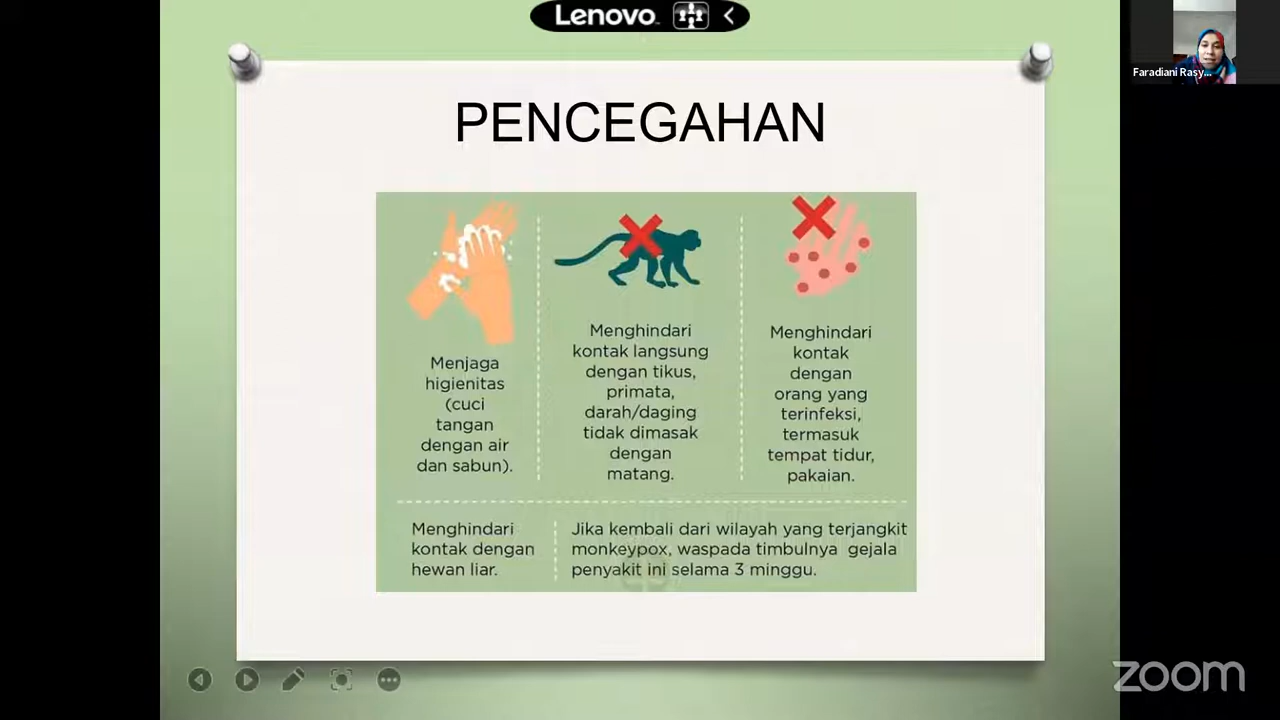 Lenovo
Faradiani Rasy...
PENCEGAHAN
Menjaga
higienitas
(cuci
tangan
dengan air
dan sabun).
Menghindari
kontak langsung
dengan tikus,
primata,
darah/daging
tidak dimasak
dengan
matang.
Menghindari
kontak
dengan
orang yang
terinfeksi,
termasuk
tempat tidur,
pakaian.
Menghindari
kontak dengan
hewan liar.
Jika kembali dari wilayah yang terjangkit
monkeypox, waspada timbulnya gejala
penyakit ini selama 3 minggu.
zoom